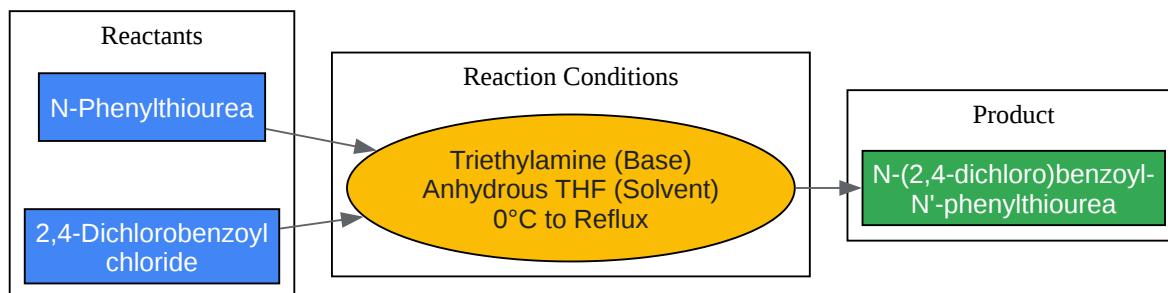 Reactants
N-Phenylthiourea
2,4-Dichlorobenzoyl
chloride
Reaction Conditions
Triethylamine (Base)
Anhydrous THF (Solvent)
0°C to Reflux
Product
N-(2,4-dichloro)benzoyl-
N'-phenylthiourea